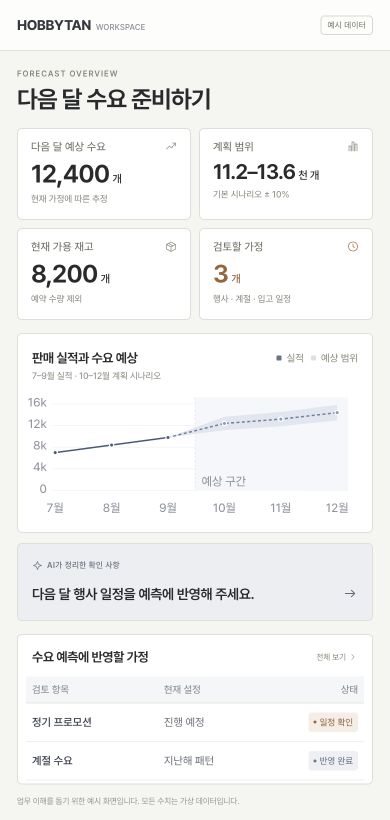 HOBBYTAN WORKSPACE
예시 데이터
FORECAST OVERVIEW
다음 달 수요 준비하기
다음 달 예상 수요
12,400 개
현재 가정에 따른 추정
계획 범위
11.2–13.6 천 개
기본 시나리오 ± 10%
현재 가용 재고
8,200 개
예약 수량 제외
검토할 가정
3 개
행사 · 계절 · 입고 일정
판매 실적과 수요 예상
실적
예상 범위
7–9월 실적 · 10–12월 계획 시나리오
16k
12k
8k
4k
0
예상 구간
7월
8월
9월
10월
11월
12월
AI가 정리한 확인 사항
다음 달 행사 일정을 예측에 반영해 주세요.
수요 예측에 반영할 가정
전체 보기
검토 항목
현재 설정
상태
정기 프로모션
진행 예정
일정 확인
계절 수요
지난해 패턴
반영 완료
업무 이해를 돕기 위한 예시 화면입니다. 모든 수치는 가상 데이터입니다.